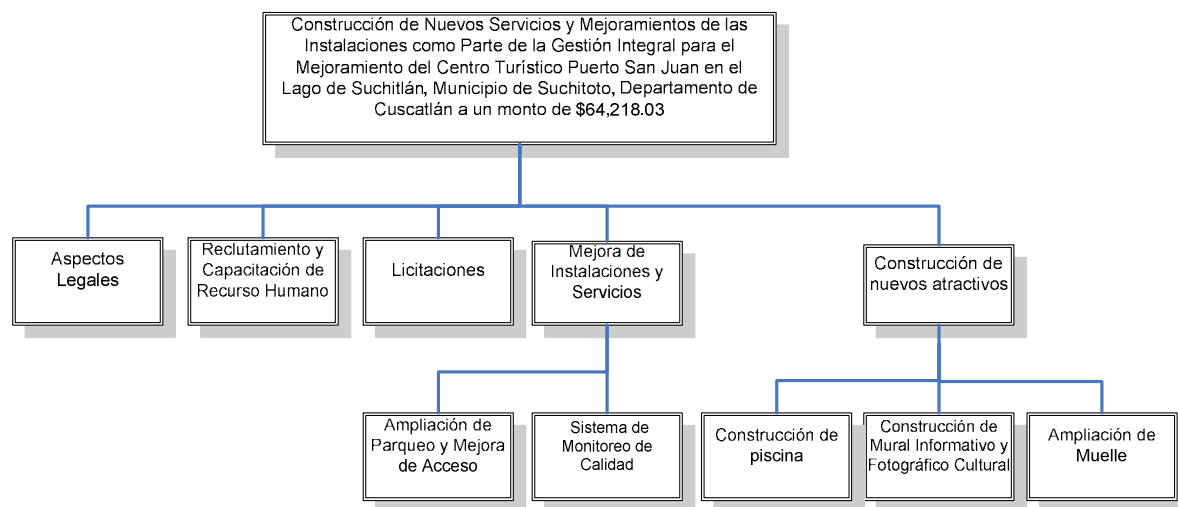 Construcción de Nuevos Servicios y Mejoramientos de las
Instalaciones como Parte de la Gestión Integral para el
Mejoramiento del Centro Turístico Puerto San Juan en el
Lago de Suchitlán, Municipio de Suchitoto, Departamento de
Cuscatlán a un monto de $64,218.03
Aspectos
Legales
Reclutamiento y
Capacitación de
Recurso Humano
Licitaciones
Mejora de
Instalaciones y
Servicios
Construcción de
nuevos atractivos
Ampliación de
Parqueo y Mejora
de Acceso
Sistema de
Monitoreo de
Calidad
Construcción de
piscina
Construcción de
Mural Informativo y
Fotográfico Cultural
Ampliación de
Muelle